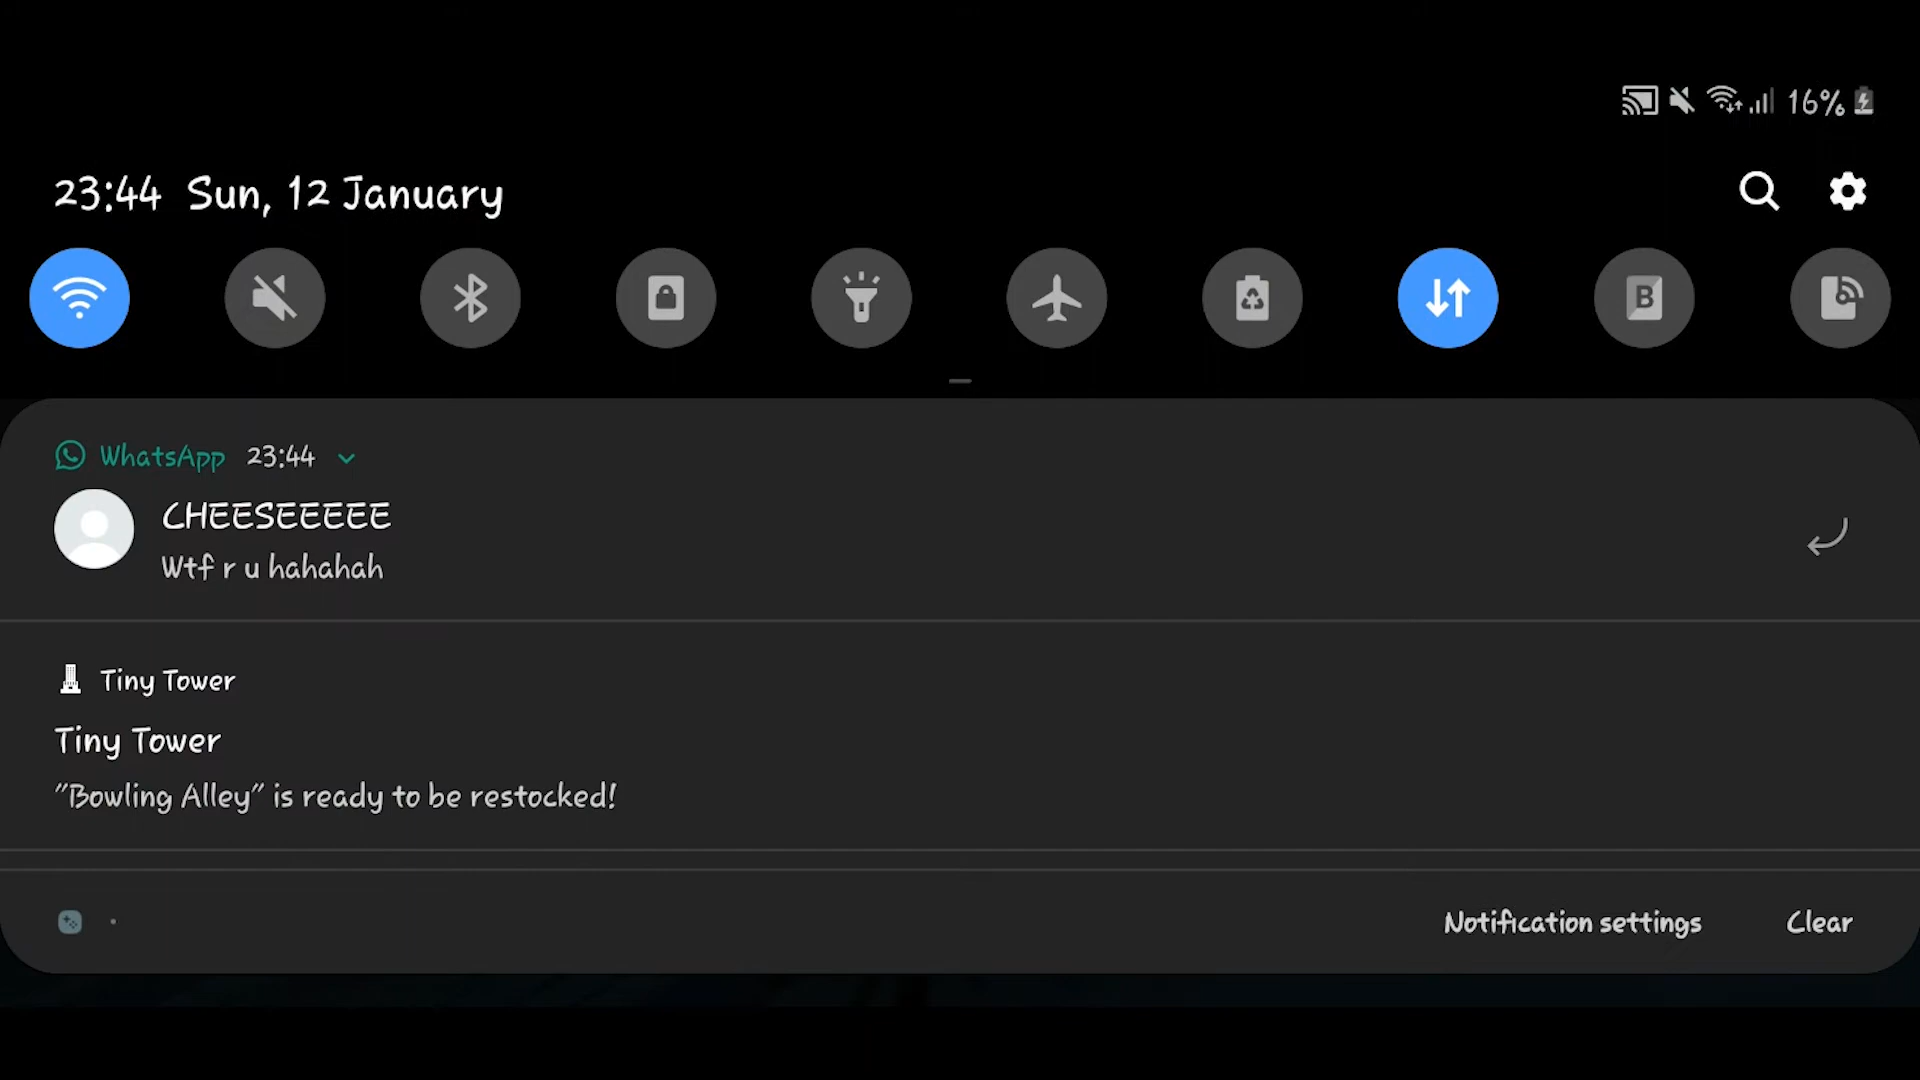 16%
23:44 Sun, 12 January
B
WhatsApp 23:44
CHEESEEEEE
Wtf r u hahahah
Tiny Tower
Tiny Tower
"Bowling Alley" is ready to be restocked!
Notification settings Clear